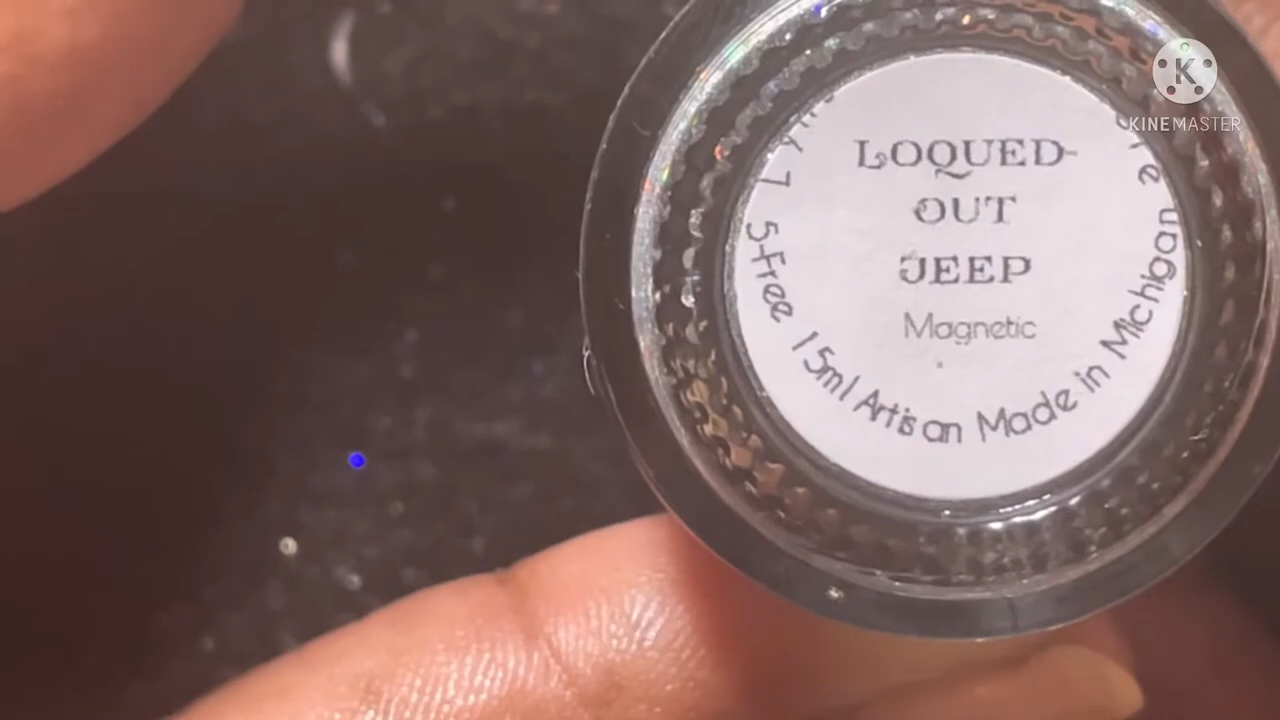 LOQUED-
OUT
JEEP
Magnetic
5-Free 15ml Artisan Made in Michigan
K
KINEMASTER